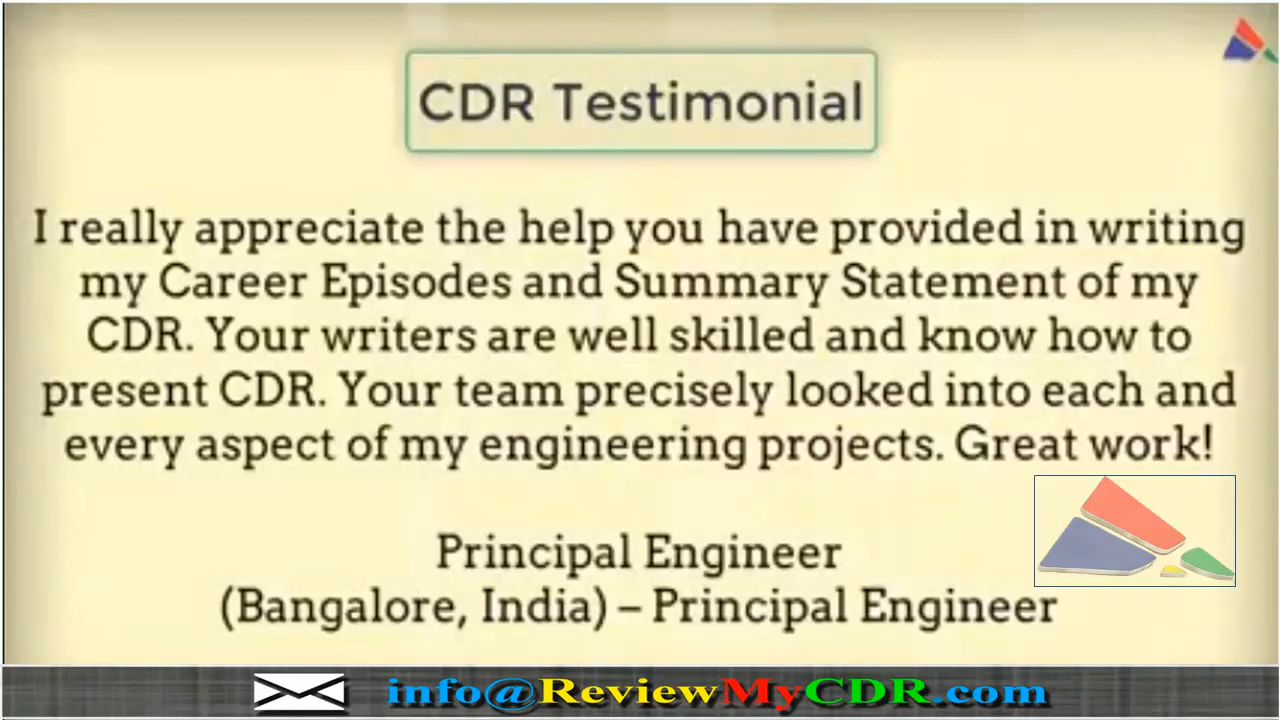 CDR Testimonial
I really appreciate the help you have provided in writing
my Career Episodes and Summary Statement of my
CDR. Your writers are well skilled and know how to
present CDR. Your team precisely looked into each and
every aspect of my engineering projects. Great work!
Principal Engineer
(Bangalore, India) – Principal Engineer
info@ReviewMyCDR.com